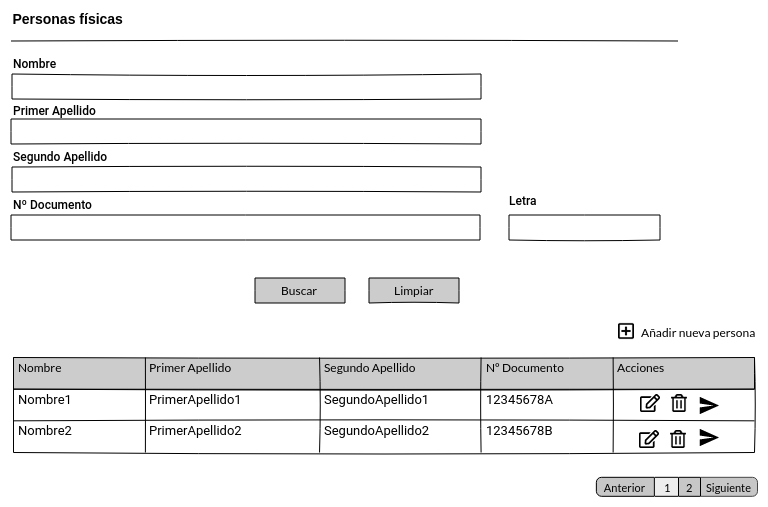 Personas físicas
Nombre
Primer Apellido
Segundo Apellido
Nº Documento
Letra
Buscar
Limpiar
Añadir nueva persona
Nombre Primer Apellido Segundo Apellido Nº Documento Acciones
Nombre1 PrimerApellido1 SegundoApellido1 12345678A
Nombre2 PrimerApellido2 SegundoApellido2 12345678B
Anterior 1 2 Siguiente